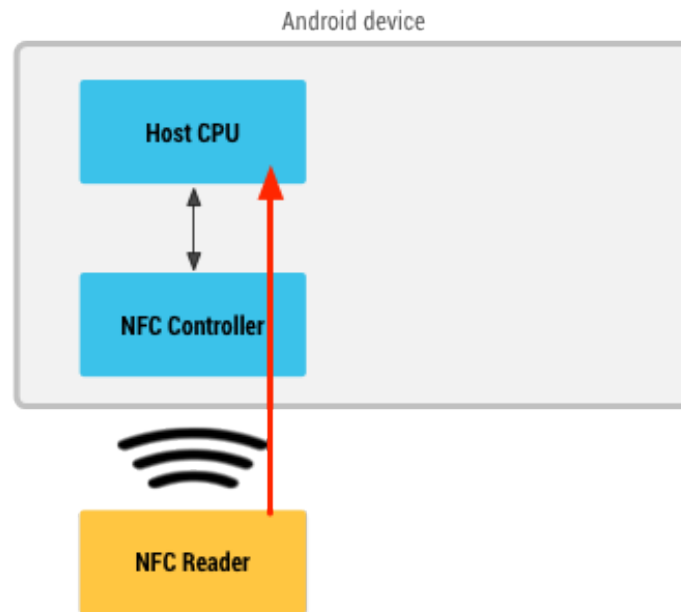 Android device
Host CPU
NFC Controller
NFC Reader